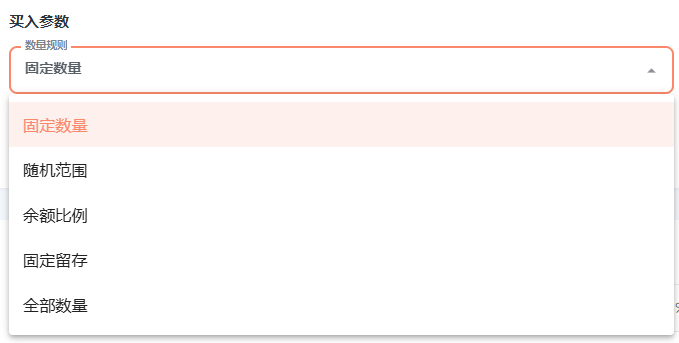 买入参数
数量规则
固定数量
固定数量
随机范围
余额比例
固定留存
全部数量